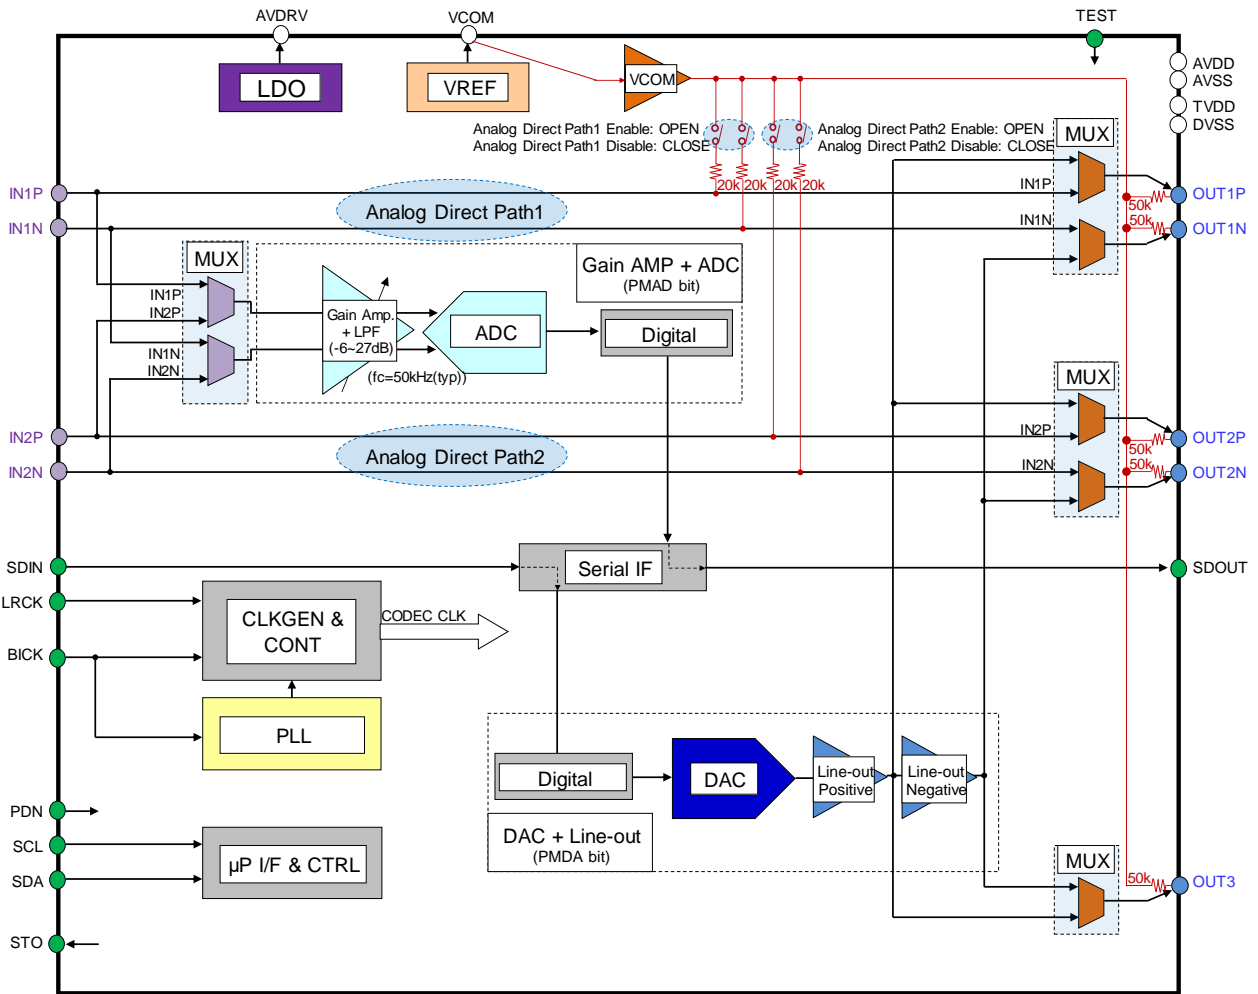 AVDRV
VCOM
TEST
LDO
VREF
VCOM
AVDD
AVSS
TVDD
DVSS
Analog Direct Path1 Enable: OPEN
Analog Direct Path1 Disable: CLOSE
Analog Direct Path2 Enable: OPEN
Analog Direct Path2 Disable: CLOSE
MUX
20k
20k
20k
20k
IN1P
Analog Direct Path1
IN1P
50k
OUT1P
IN1N
IN1N
50k
OUT1N
MUX
IN1P
IN2P
IN1N
IN2N
Gain Amp.
+ LPF
(-6~27dB)
(fc=50kHz(typ))
ADC
Gain AMP + ADC
(PMAD bit)
Digital
MUX
IN2P
Analog Direct Path2
IN2P
50k
OUT2P
IN2N
IN2N
50k
OUT2N
SDIN
Serial IF
SDOUT
LRCK
CLKGEN &
CONT
CODEC CLK
BICK
PLL
Digital
DAC
Line-out
Positive
Line-out
Negative
DAC + Line-out
(PMDA bit)
PDN
SCL
µP I/F & CTRL
SDA
MUX
50k
OUT3
STO